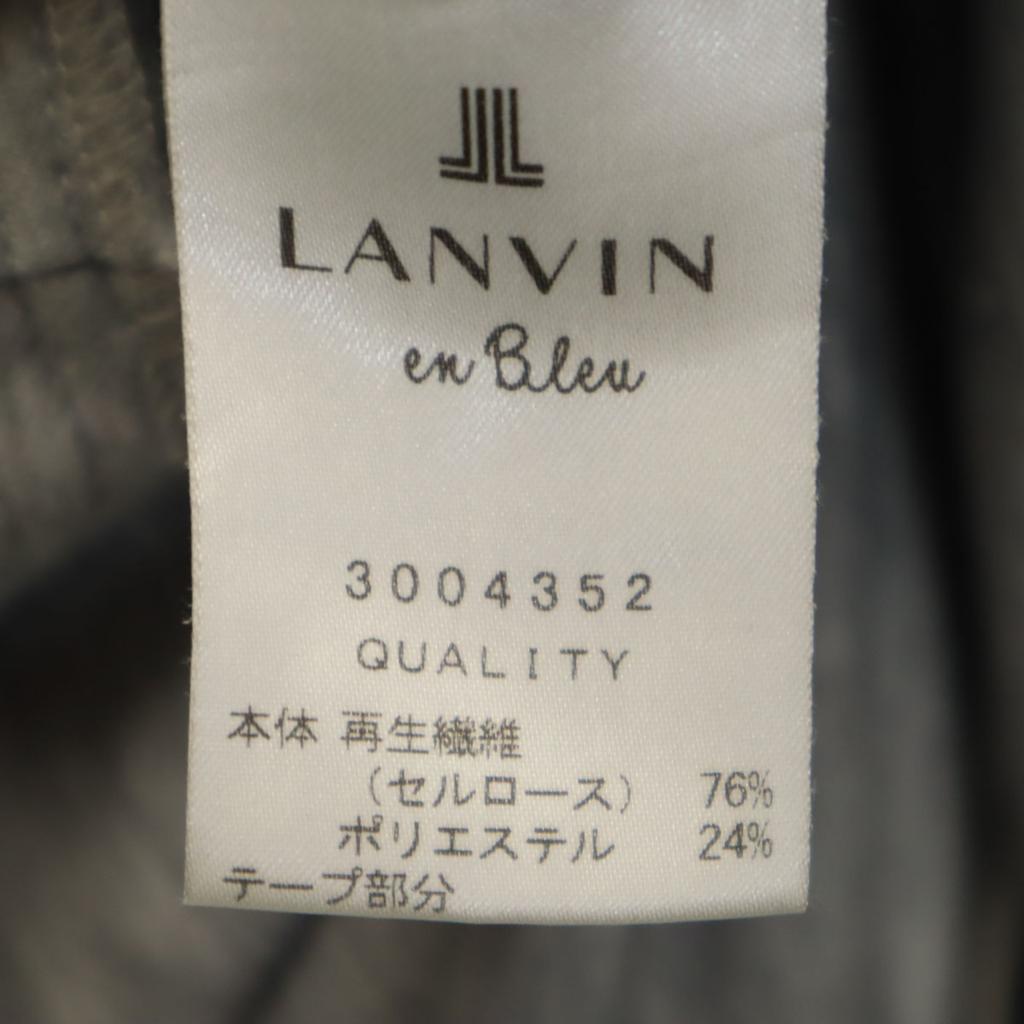 LANVIN
en Bleu
3004352
QUALITY
本体 再生繊維
（セルロース） 76%
ポリエステル 24%
テープ部分